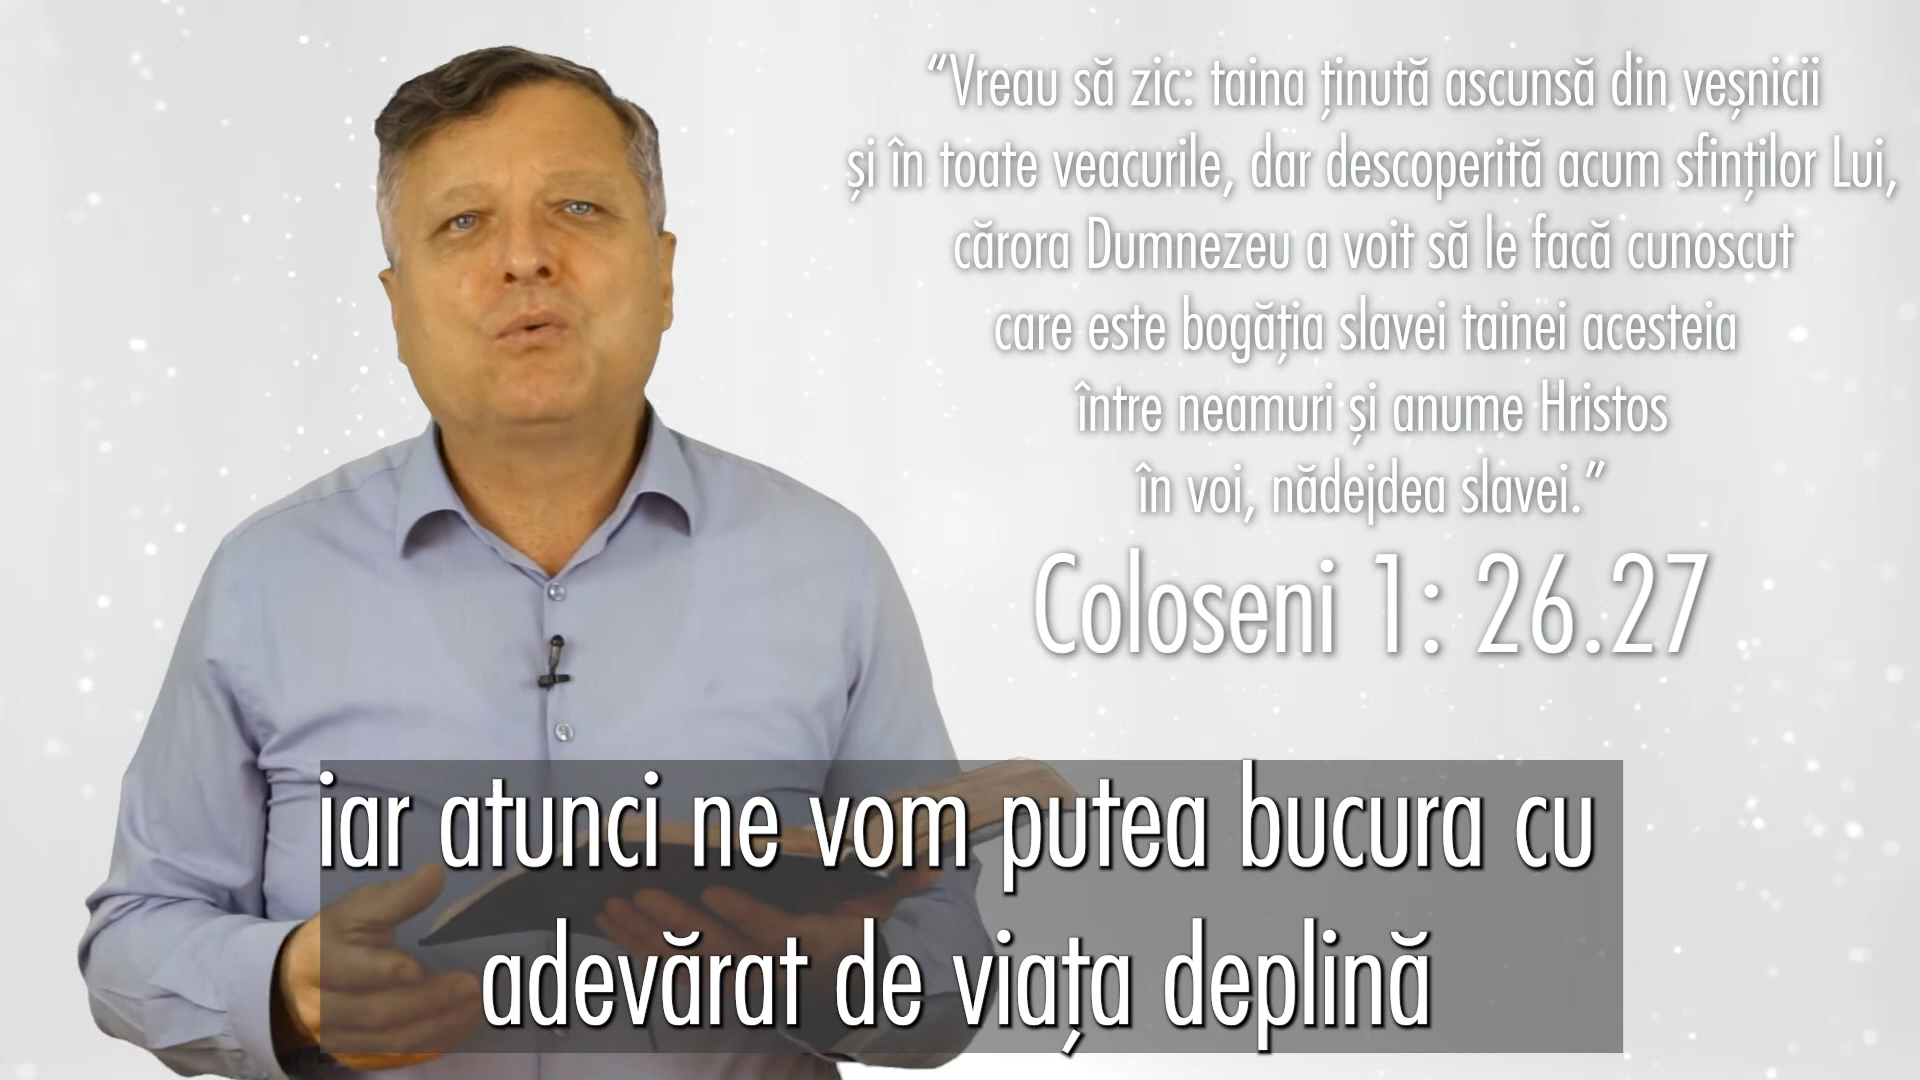 “Vreau să zic: taina ținută ascunsă din veșnicii
și în toate veacurile, dar descoperită acum sfinților Lui,
cărora Dumnezeu a voit să le facă cunoscut
care este bogăția slavei tainei acesteia
între neamuri și anume Hristos
în voi, nădejdea slavei.”
Coloseni 1: 26.27
iar atunci ne vom putea bucura cu
adevărat de viața deplină